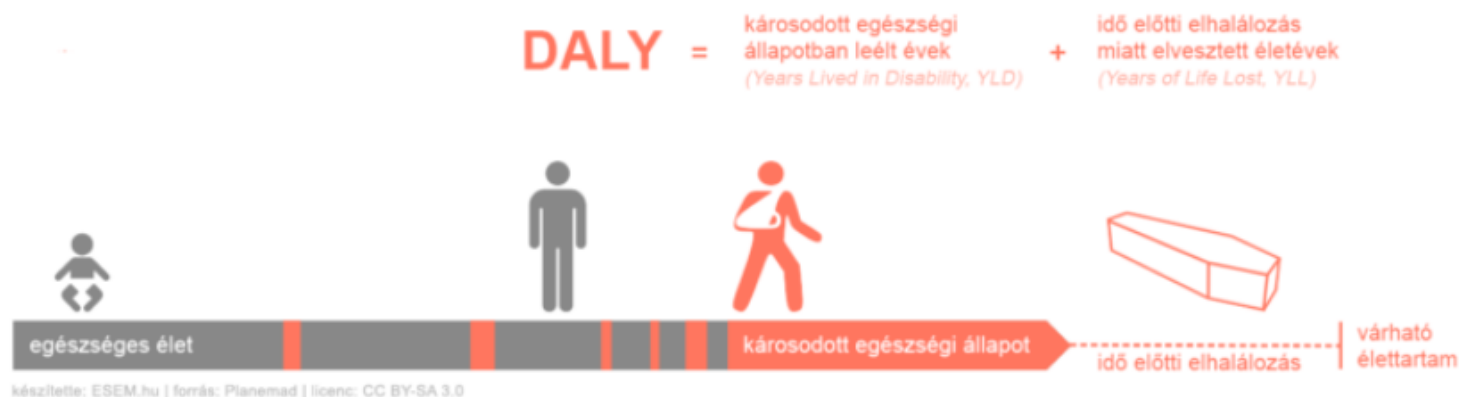 DALY = károsodott egészségi állapotban leélt évek (Years Lived in Disability, YLD) + idő előtti elhalálozás miatt elvesztett életévek (Years of Life Lost, YLL)
egészséges élet
károsodott egészségi állapot
idő előtti elhalálozás
várható
élettartam
készítette: ESEM.hu | forrás: Planemad | licenc: CC BY-SA 3.0